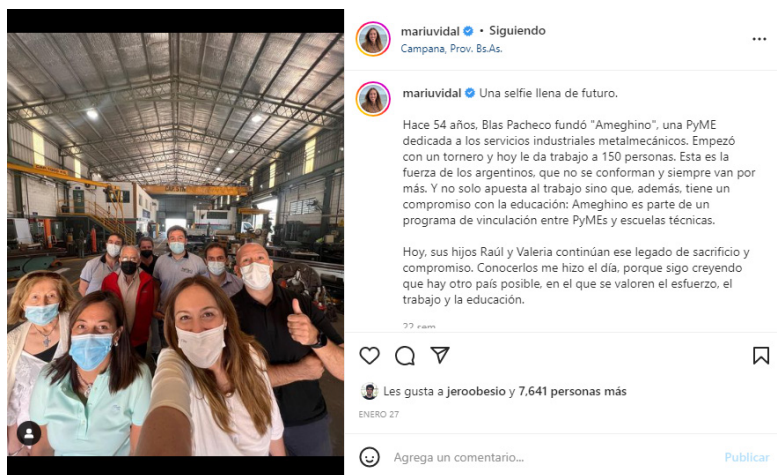 mariuvidal • Siguiendo
Campana, Prov. Bs.As.
mariuvidal Una selfie llena de futuro.
Hace 54 años, Blas Pacheco fundó "Ameghino", una PyME
dedicada a los servicios industriales metalmecánicos. Empezó
con un tornero y hoy le da trabajo a 150 personas. Esta es la
fuerza de los argentinos, que no se conforman y siempre van por
más. Y no solo apuesta al trabajo sino que, además, tiene un
compromiso con la educación: Ameghino es parte de un
programa de vinculación entre PyMEs y escuelas técnicas.
Hoy, sus hijos Raúl y Valeria continúan ese legado de sacrificio y
compromiso. Conocerlos me hizo el día, porque sigo creyendo
que hay otro país posible, en el que se valoren el esfuerzo, el
trabajo y la educación.
22 sem
Les gusta a jeroobesio y 7,641 personas más
ENERO 27
Agrega un comentario...
Publicar